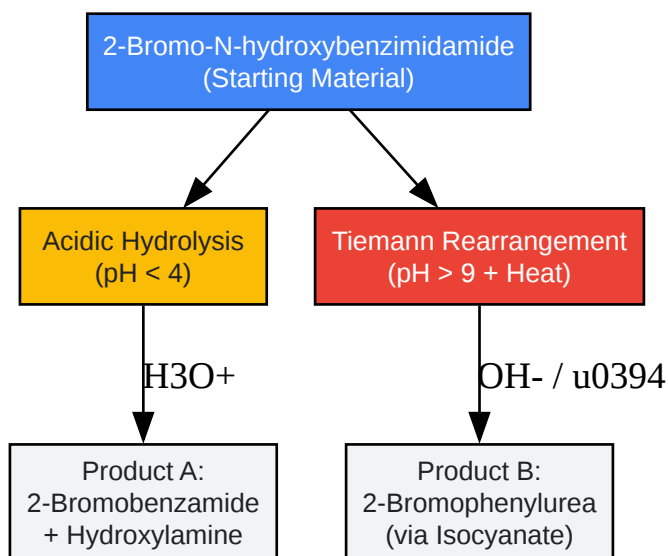 2-Bromo-N-hydroxybenzimidamide
(Starting Material)
Acidic Hydrolysis
(pH < 4)
Tiemann Rearrangement
(pH > 9 + Heat)
H3O+
OH- / u0394
Product A:
2-Bromobenzamide
+ Hydroxylamine
Product B:
2-Bromophenylurea
(via Isocyanate)